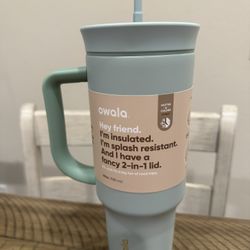 owala
Hey friend.
I'm insulated.
I'm splash resistant.
And I have a
fancy 2-in-1 lid.